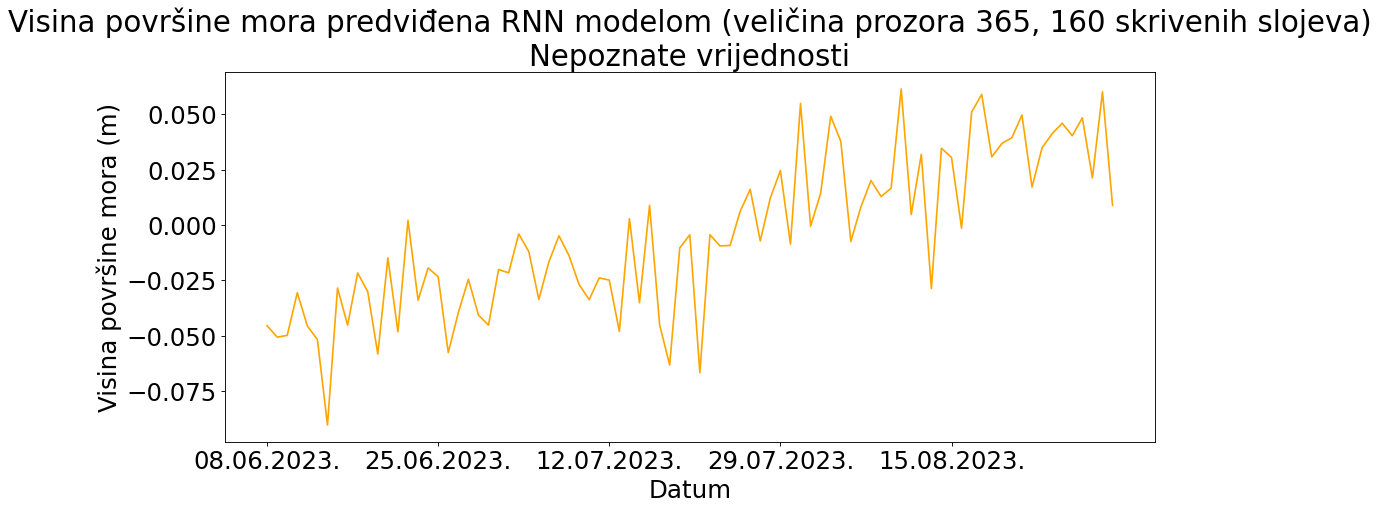 Visina površine mora predviđena RNN modelom (veličina prozora 365, 160 skrivenih slojeva)
Nepoznate vrijednosti
Visina površine mora (m)
0.050
0.025
0.000
−0.025
−0.050
−0.075
08.06.2023. 25.06.2023. 12.07.2023. 29.07.2023. 15.08.2023.
Datum